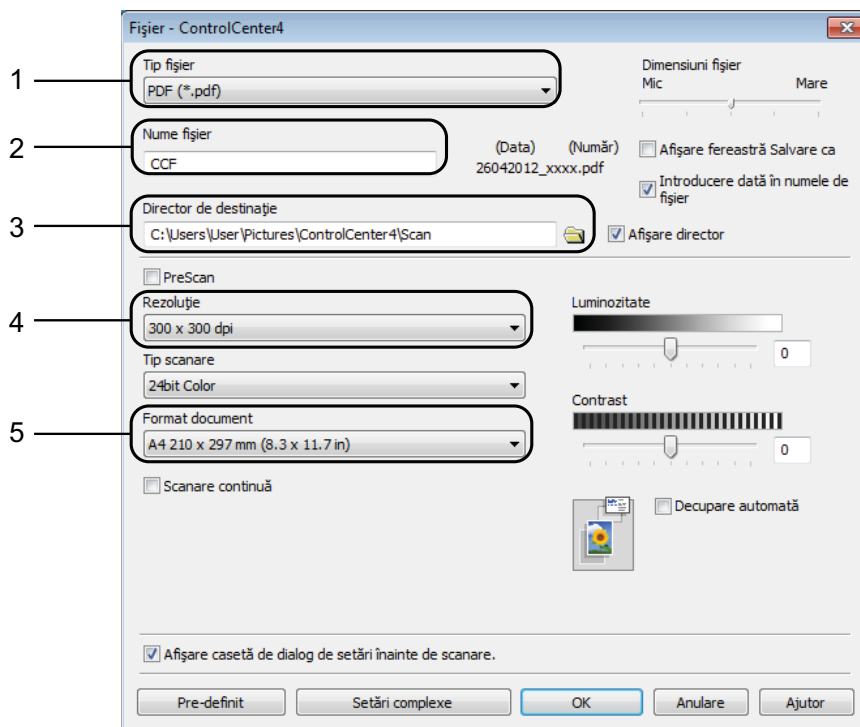 Fişier - ControlCenter4
1
Tip fişier
PDF (*.pdf)
Dimensiuni fişier
Mic Mare
2
Nume fişier
CCF
(Data) (Număr)
26042012_xxxx.pdf
Afişare fereastră Salvare ca
Introducere dată în numele de
fişier
3
Director de destinaţie
C:\Users\User\Pictures\ControlCenter4\Scan
Afişare director
PreScan
4
Rezoluţie
300 x 300 dpi
Luminozitate
0
Tip scanare
24bit Color
5
Format document
A4 210 x 297 mm (8.3 x 11.7 in)
Contrast
0
Scanare continuă
Decupare automată
Afişare casetă de dialog de setări înainte de scanare.
Pre-definit Setări complexe OK Anulare Ajutor